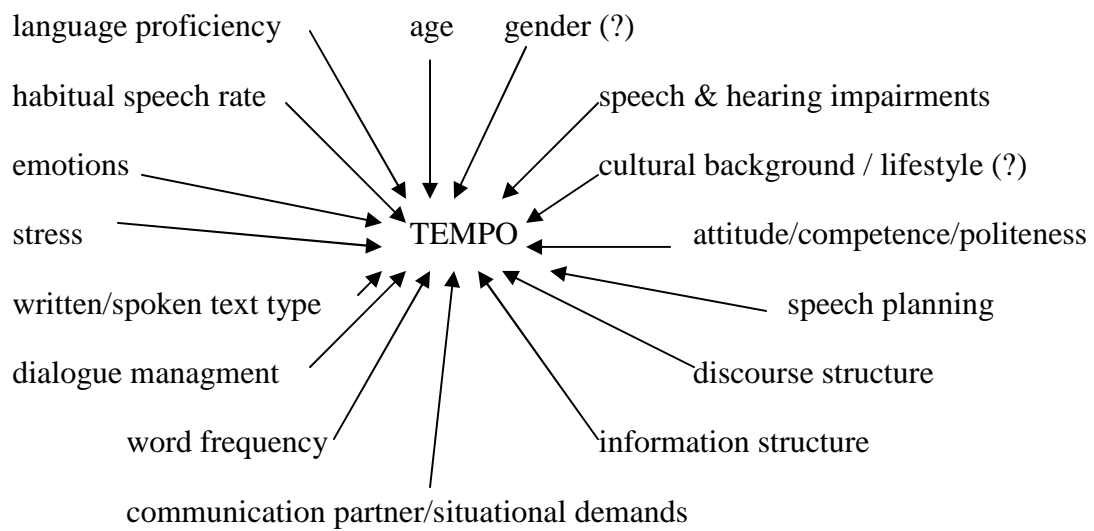 language proficiency age gender (?)
habitual speech rate speech & hearing impairments
emotions cultural background / lifestyle (?)
stress TEMPO attitude/competence/politeness
written/spoken text type speech planning
dialogue managment discourse structure
word frequency information structure
communication partner/situational demands